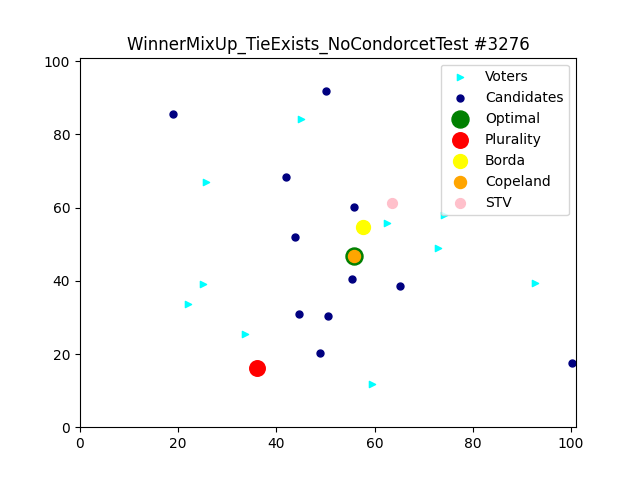 WinnerMixUp_TieExists_NoCondorcetTest #3276
100
80
60
40
20
0
0
20
40
60
80
100
Voters
Candidates
Optimal
Plurality
Borda
Copeland
STV